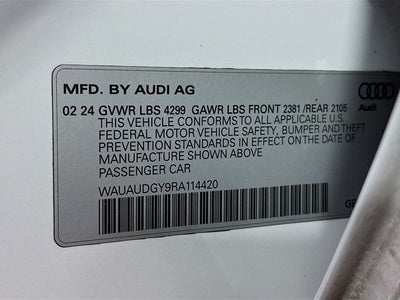 MFD. BY AUDI AG
02 24 GVWR LBS 4299 GAWR LBS FRONT 2381 /REAR 2105
Audi
THIS VEHICLE CONFORMS TO ALL APPLICABLE U.S.
FEDERAL MOTOR VEHICLE SAFETY, BUMPER AND THEFT
PREVENTION STANDARDS IN EFFECT ON THE DATE OF
MANUFACTURE SHOWN ABOVE
PASSENGER CAR
WAUAUDGY9RA114420